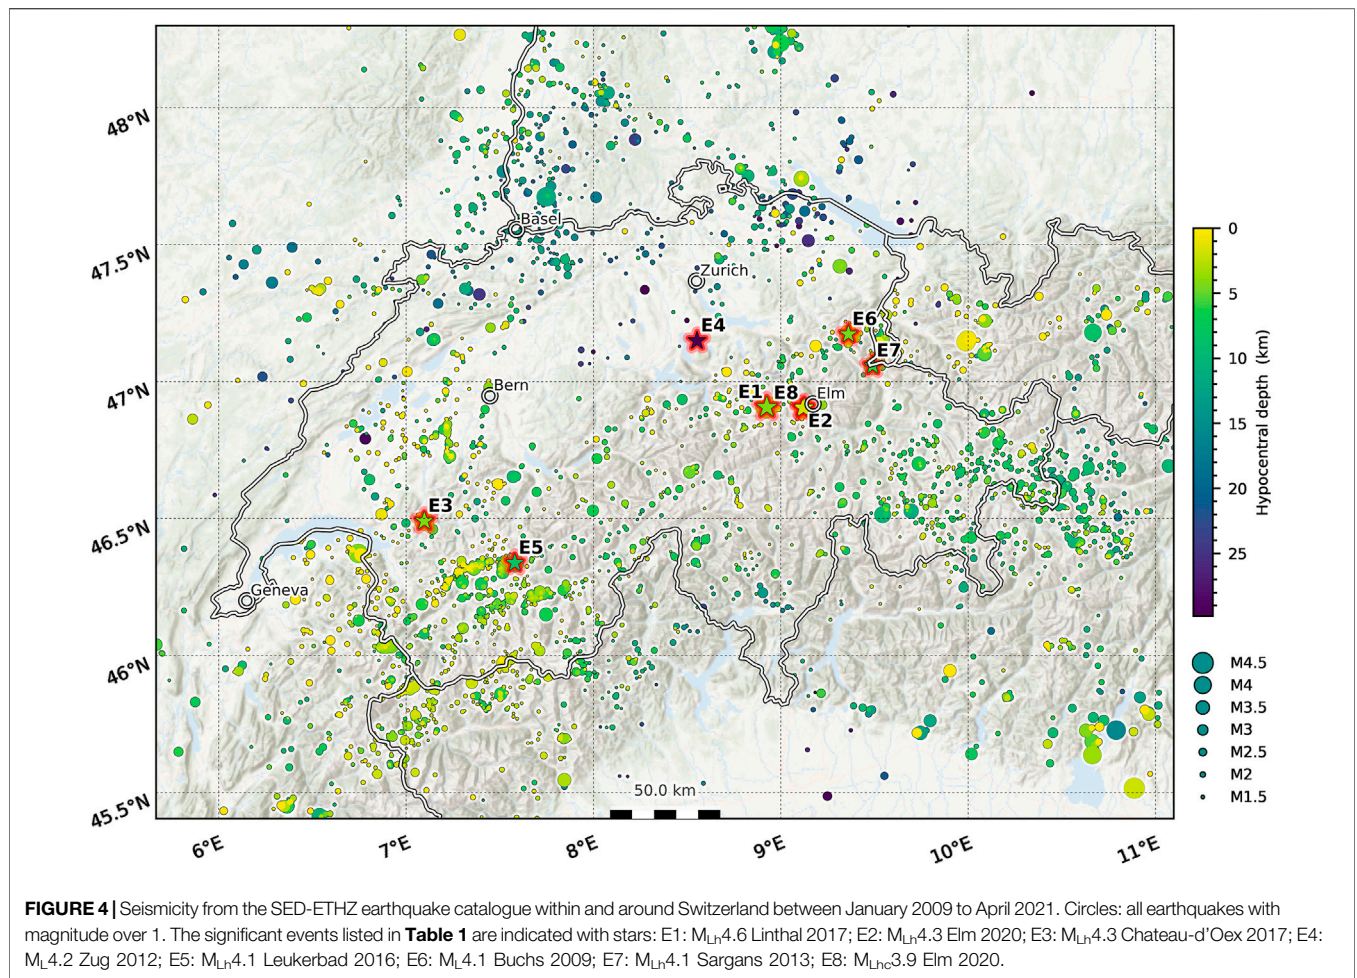 48°N
47.5°N
47°N
46.5°N
46°N
45.5°N
6°E
7°E
8°E
9°E
10°E
11°E
Basel
Zurich
E4
E6
E7
Bern
E1
E8
Elm
E2
E3
E5
Geneva
50.0 km
0
5
10
15
20
25
Hypocentral depth (km)
M4.5
M4
M3.5
M3
M2.5
M2
M1.5
FIGURE 4 | Seismicity from the SED-ETHZ earthquake catalogue within and around Switzerland between January 2009 to April 2021. Circles: all earthquakes with
magnitude over 1. The significant events listed in Table 1 are indicated with stars: E1: MLh4.6 Linthal 2017; E2: MLh4.3 Elm 2020; E3: MLh4.3 Chateau-d'Oex 2017; E4:
ML4.2 Zug 2012; E5: MLh4.1 Leukerbad 2016; E6: ML4.1 Buchs 2009; E7: MLh4.1 Sargans 2013; E8: MLhc3.9 Elm 2020.